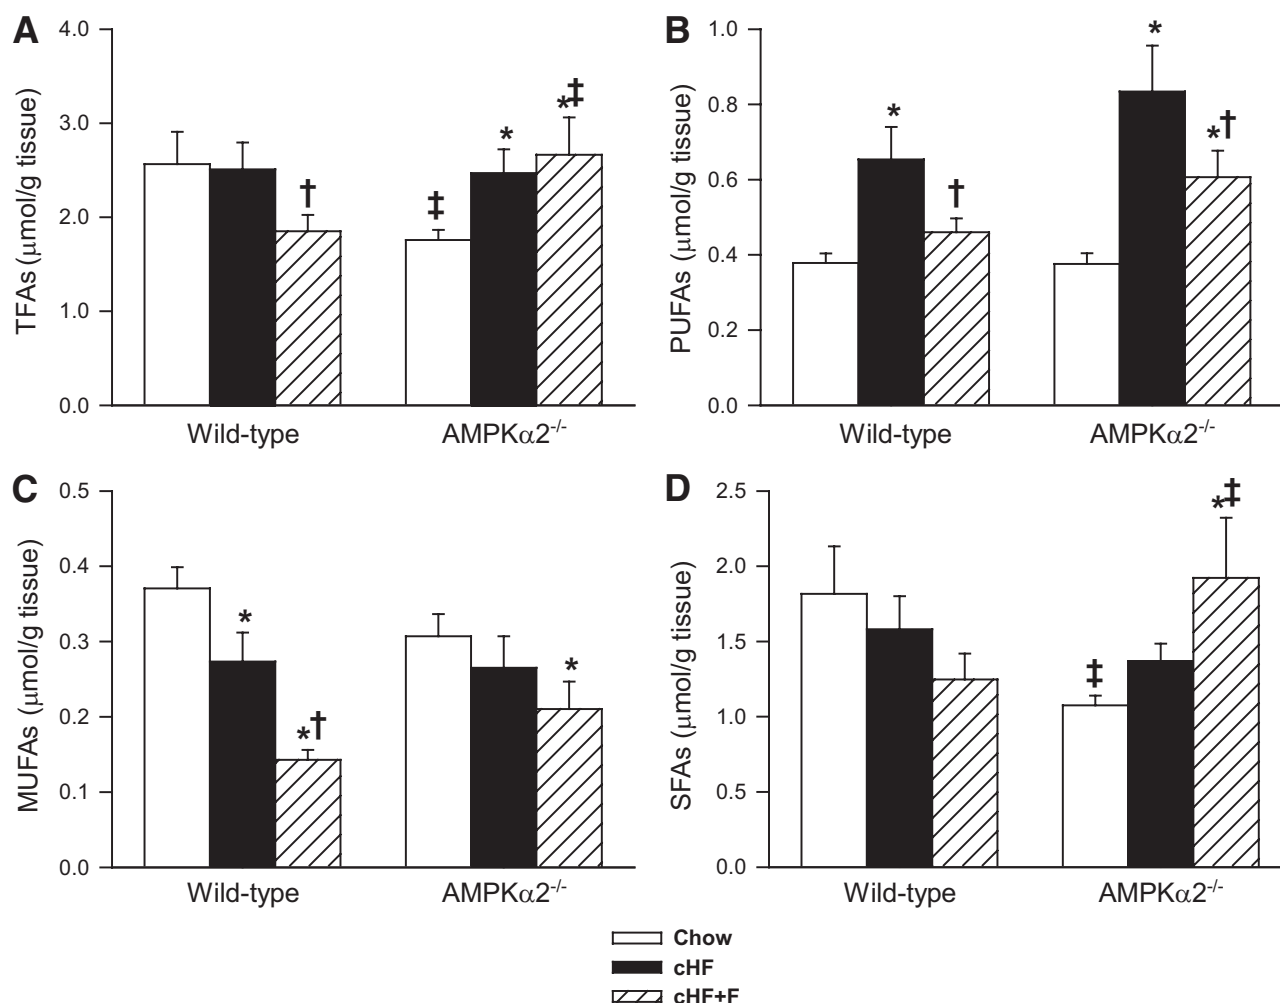 A
TFAs (μmol/g tissue)
4.0
3.0
2.0
1.0
0.0
†
‡
*
*‡
Wild-type
AMPKα2-/-
B
PUFAs (μmol/g tissue)
1.0
0.8
0.6
0.4
0.2
0.0
*
†
*
*†
Wild-type
AMPKα2-/-
C
MUFAs (μmol/g tissue)
0.5
0.4
0.3
0.2
0.1
0.0
*
*†
*
Wild-type
AMPKα2-/-
D
SFAs (μmol/g tissue)
2.5
2.0
1.5
1.0
0.5
0.0
‡
*‡
Wild-type
AMPKα2-/-
Chow
cHF
cHF+F